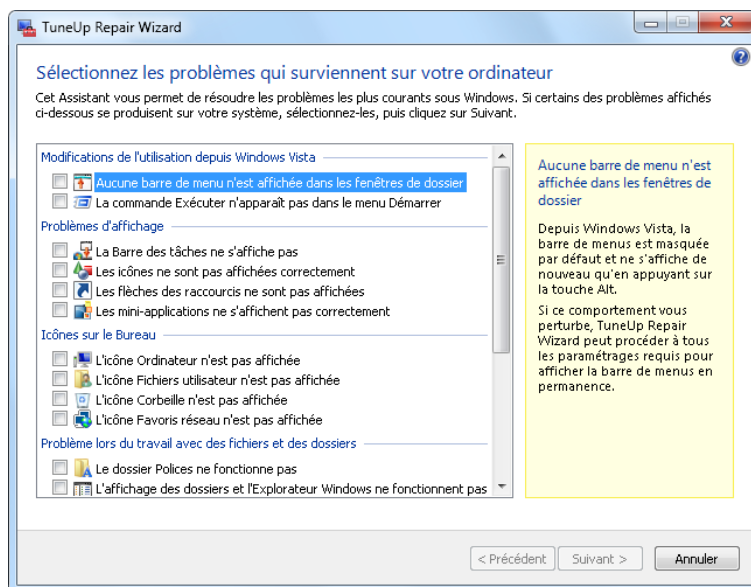 TuneUp Repair Wizard
Sélectionnez les problèmes qui surviennent sur votre ordinateur
Cet Assistant vous permet de résoudre les problèmes les plus courants sous Windows. Si certains des problèmes affichés
ci-dessous se produisent sur votre système, sélectionnez-les, puis cliquez sur Suivant.
Modifications de l'utilisation depuis Windows Vista
Aucune barre de menu n'est affichée dans les fenêtres de dossier
La commande Exécuter n'apparaît pas dans le menu Démarrer
Problèmes d'affichage
La Barre des tâches ne s'affiche pas
Les icônes ne sont pas affichées correctement
Les flèches des raccourcis ne sont pas affichées
Les mini-applications ne s'affichent pas correctement
Icônes sur le Bureau
L'icône Ordinateur n'est pas affichée
L'icône Fichiers utilisateur n'est pas affichée
L'icône Corbeille n'est pas affichée
L'icône Favoris réseau n'est pas affichée
Problème lors du travail avec des fichiers et des dossiers
Le dossier Polices ne fonctionne pas
L'affichage des dossiers et l'Explorateur Windows ne fonctionnent pas
Aucune barre de menu n'est
affichée dans les fenêtres de
dossier
Depuis Windows Vista, la
barre de menus est masquée
par défaut et ne s'affiche de
nouveau qu'en appuyant sur
la touche Alt.
Si ce comportement vous
perturbe, TuneUp Repair
Wizard peut procéder à tous
les paramétrages requis pour
afficher la barre de menus en
permanence.
< Précédent
Suivant >
Annuler